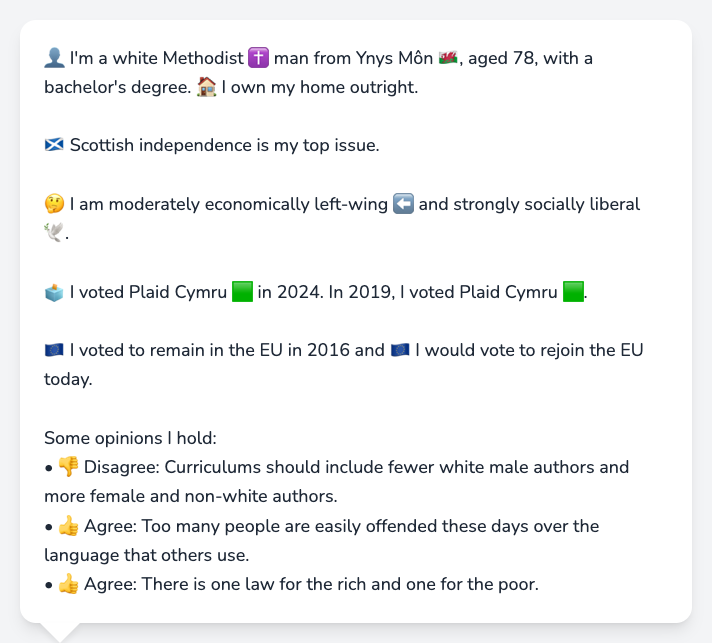 👤 I'm a white Methodist ✝️ man from Ynys Môn 🏴󠁧󠁢󠁷󠁬󠁳󠁿, aged 78, with a
bachelor's degree. 🏠 I own my home outright.
🏴󠁧󠁢󠁳󠁣󠁴󠁿 Scottish independence is my top issue.
🤔 I am moderately economically left-wing ⬅️ and strongly socially liberal
🕊️.
🗳️ I voted Plaid Cymru 🟩 in 2024. In 2019, I voted Plaid Cymru 🟩.
🇪🇺 I voted to remain in the EU in 2016 and 🇪🇺 I would vote to rejoin the EU
today.
Some opinions I hold:
• 👎 Disagree: Curriculums should include fewer white male authors and
more female and non-white authors.
• 👍 Agree: Too many people are easily offended these days over the
language that others use.
• 👍 Agree: There is one law for the rich and one for the poor.